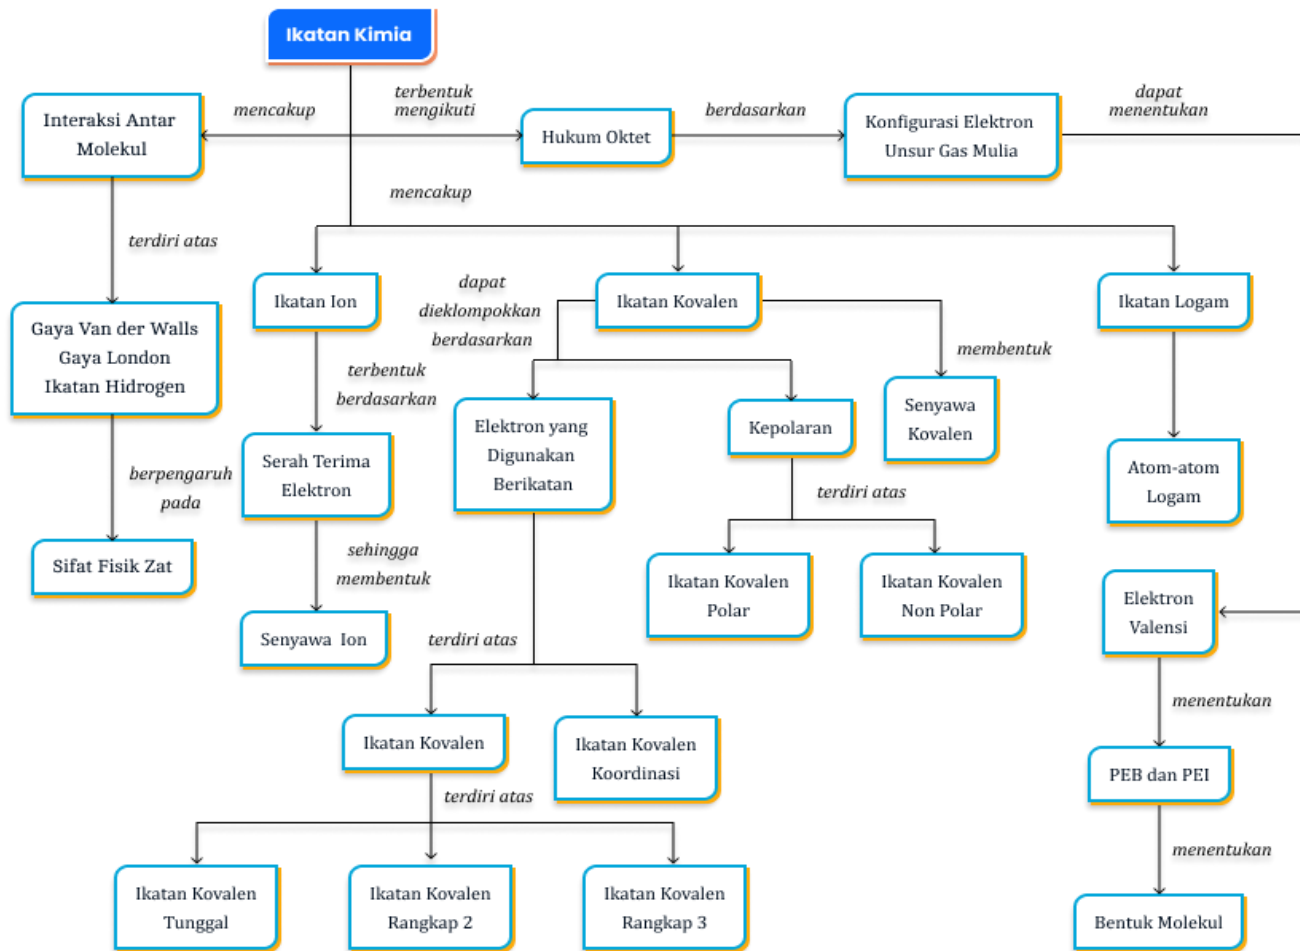 Ikatan Kimia
Interaksi Antar
Molekul
mencakup
terbentuk
mengikuti
Hukum Oktet
berdasarkan
Konfigurasi Elektron
Unsur Gas Mulia
dapat
menentukan
mencakup
terdiri atas
Gaya Van der Walls
Gaya London
Ikatan Hidrogen
berpengaruh
pada
Sifat Fisik Zat
Ikatan Ion
terbentuk
berdasarkan
Serah Terima
Elektron
sehingga
membentuk
Senyawa Ion
Ikatan Kovalen
dapat
dieklompokkan
berdasarkan
membentuk
Senyawa
Kovalen
Elektron yang
Digunakan
Berikatan
Kepolaran
terdiri atas
Ikatan Kovalen
Polar
Ikatan Kovalen
Non Polar
terdiri atas
Ikatan Kovalen
Ikatan Kovalen
Koordinasi
terdiri atas
Ikatan Kovalen
Tunggal
Ikatan Kovalen
Rangkap 2
Ikatan Kovalen
Rangkap 3
Ikatan Logam
Atom-atom
Logam
Elektron
Valensi
menentukan
PEB dan PEI
menentukan
Bentuk Molekul